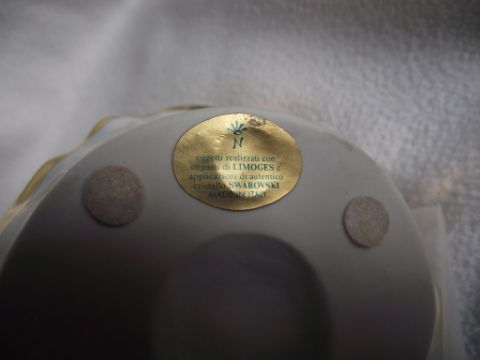 N
oggetti realizzati con
impasto di LIMOGES e
applicazioni di autentico
cristallo SWAROVSKI
MADE IN ITALY